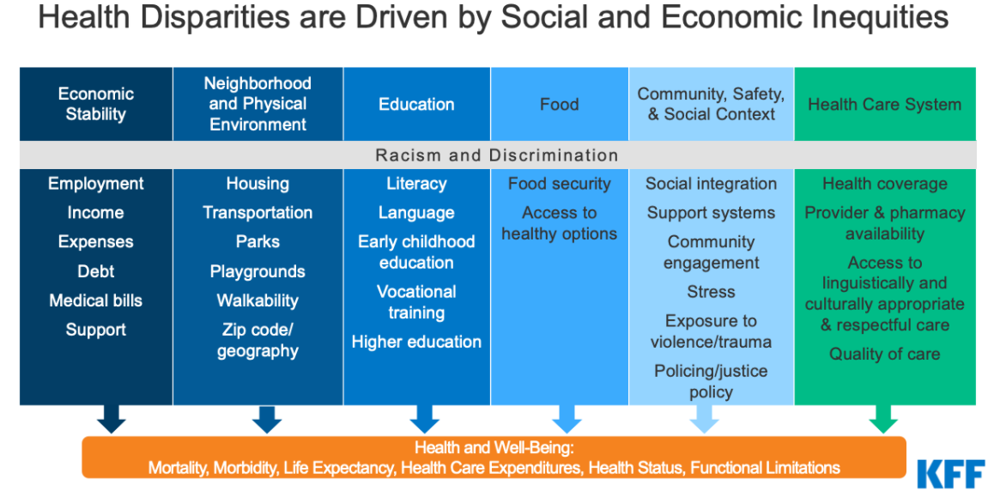 Health Disparities are Driven by Social and Economic Inequities
Economic
Stability
Neighborhood
and Physical
Environment
Education
Food
Community, Safety,
& Social Context
Health Care System
Racism and Discrimination
Employment
Income
Expenses
Debt
Medical bills
Support
Housing
Transportation
Parks
Playgrounds
Walkability
Zip code/
geography
Literacy
Language
Early childhood
education
Vocational
training
Higher education
Food security
Access to
healthy options
Social integration
Support systems
Community
engagement
Stress
Exposure to
violence/trauma
Policing/justice
policy
Health coverage
Provider & pharmacy
availability
Access to
linguistically and
culturally appropriate
& respectful care
Quality of care
Health and Well-Being:
Mortality, Morbidity, Life Expectancy, Health Care Expenditures, Health Status, Functional Limitations
KFF